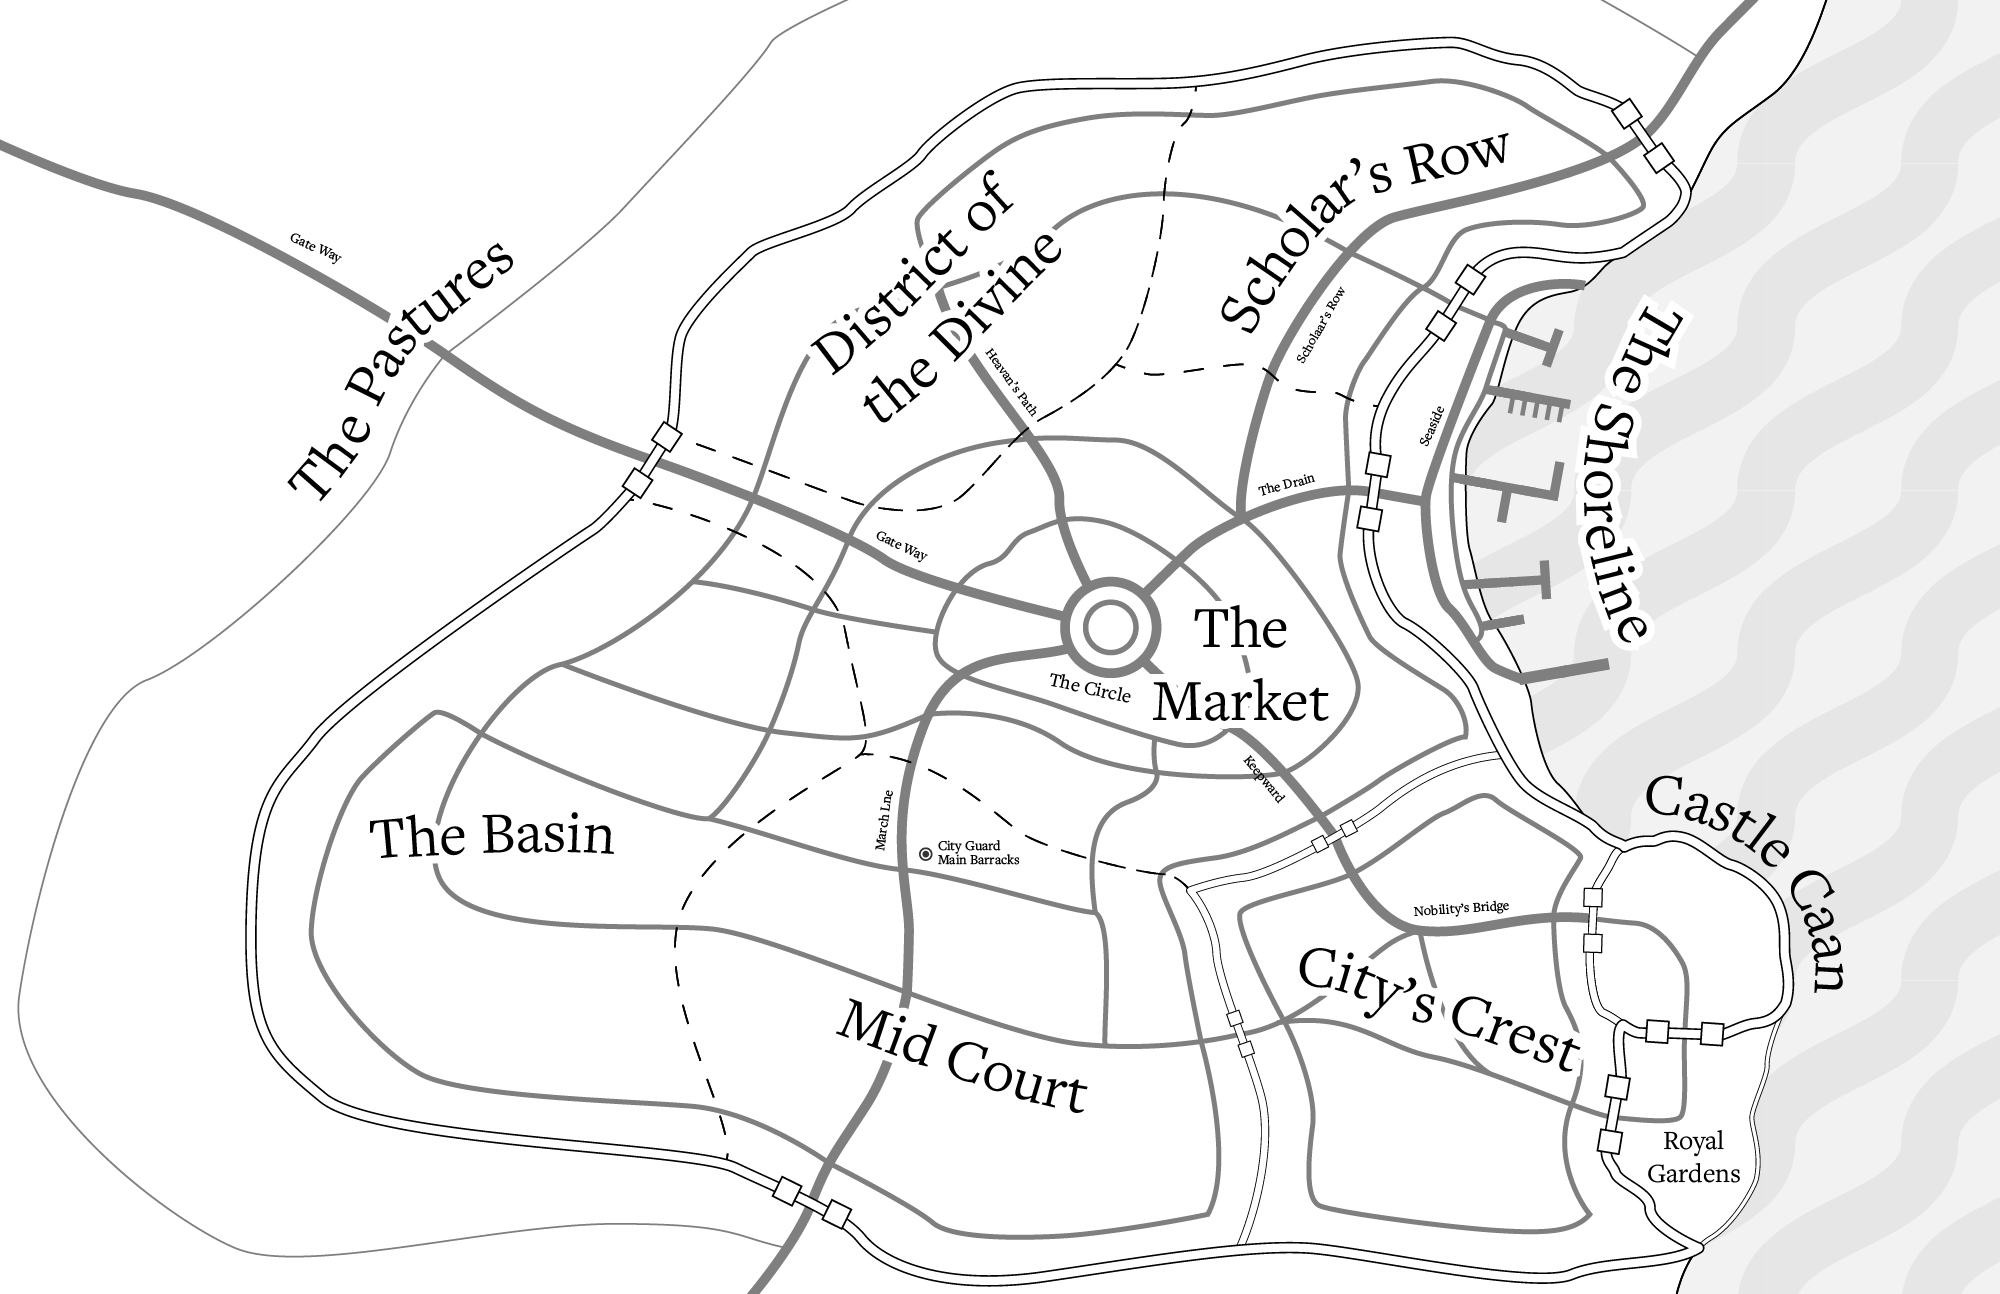 Scholar's Row
Gate Way
The Pastures
District of
the Divine
Scholaar's Row
Heavan's Path
Seaside
The Shoreline
The Drain
Gate Way
The
Market
The Circle
Keepward
March Lne
City Guard
Main Barracks
The Basin
Castle Caan
Nobility's Bridge
City's Crest
Mid Court
Royal
Gardens